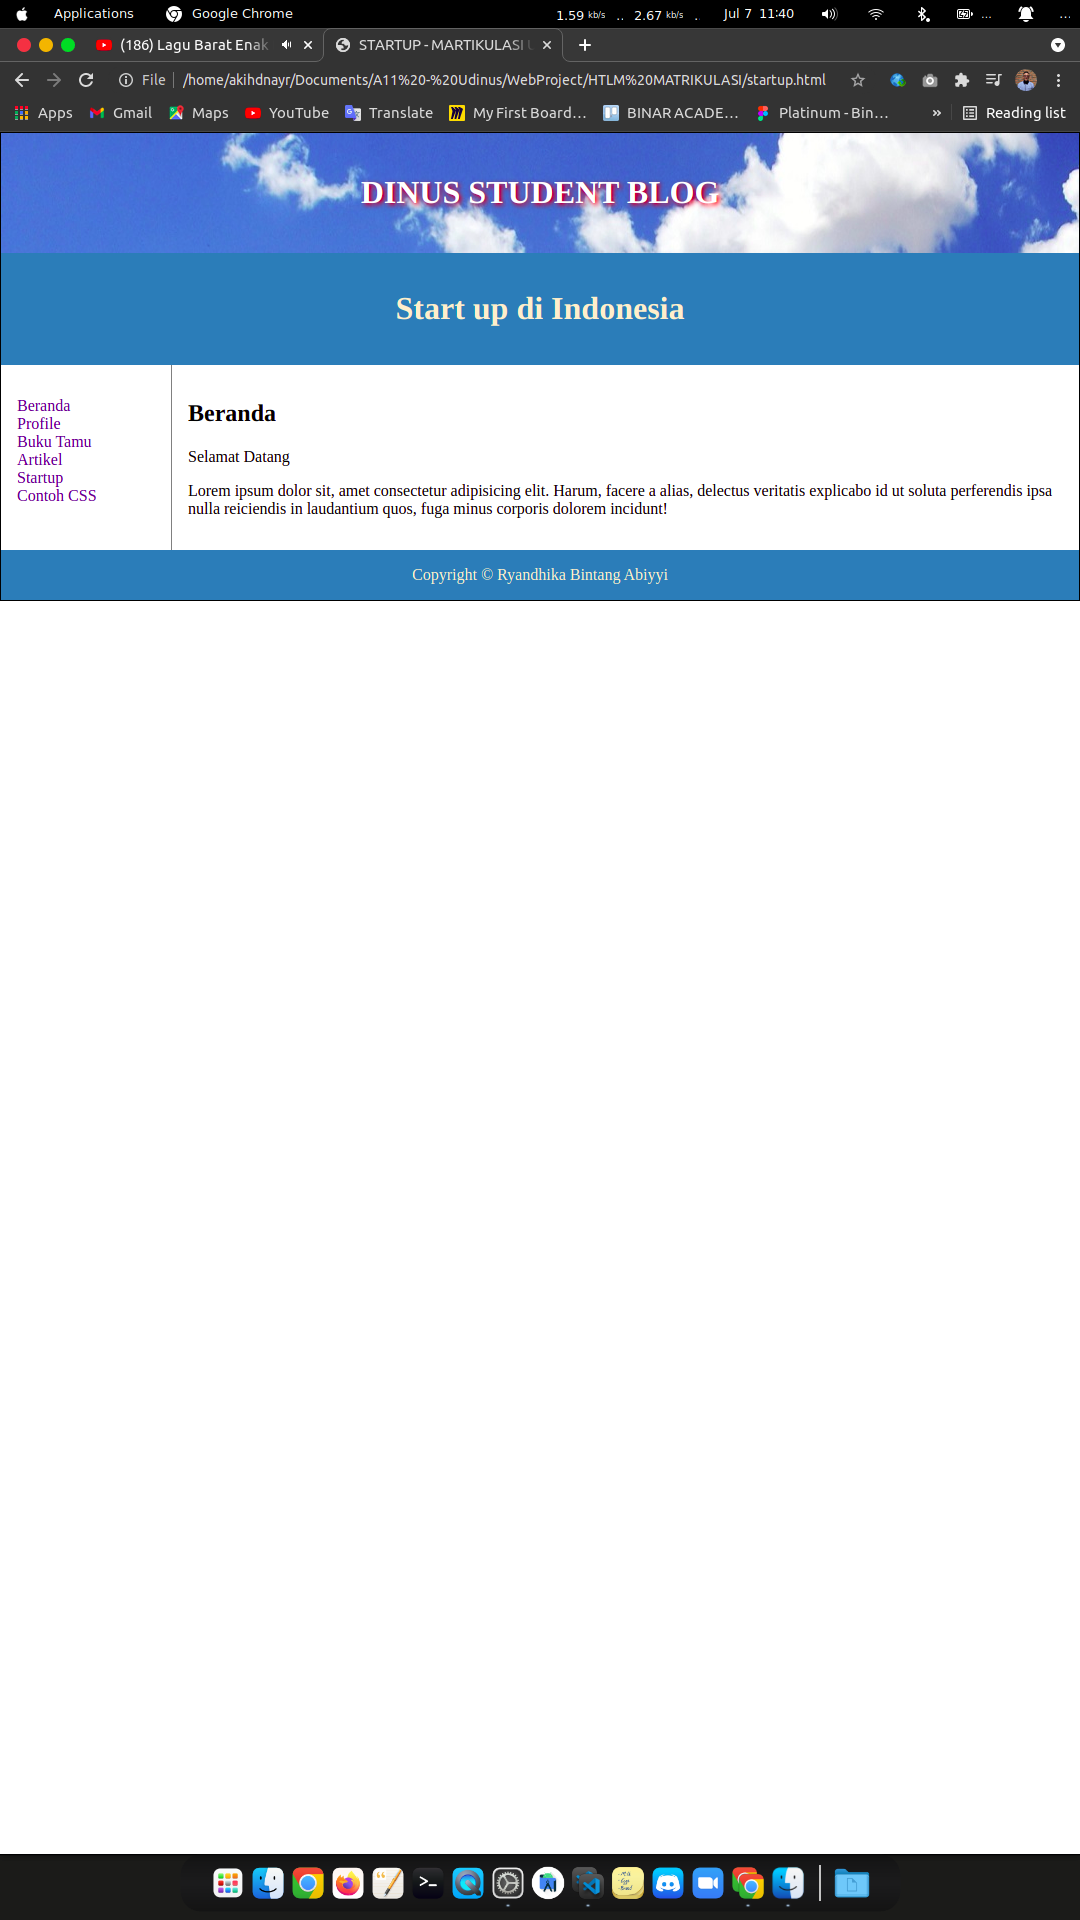 Applications Google Chrome 1.59 kb/s .. 2.67 kb/s . Jul 7 11:40 ... ...
(186) Lagu Barat Enak STARTUP - MARTIKULASI
File /home/akihdnayr/Documents/A11%20-%20Udinus/WebProject/HTLM%20MATRIKULASI/startup.html
Apps Gmail Maps YouTube Translate My First Board... BINAR ACADE... Platinum - Bin... » Reading list
DINUS STUDENT BLOG
Start up di Indonesia
Beranda
Profile
Buku Tamu
Artikel
Startup
Contoh CSS
Beranda
Selamat Datang
Lorem ipsum dolor sit, amet consectetur adipisicing elit. Harum, facere a alias, delectus veritatis explicabo id ut soluta perferendis ipsa
nulla reiciendis in laudantium quos, fuga minus corporis dolorem incidunt!
Copyright © Ryandhika Bintang Abiyyi